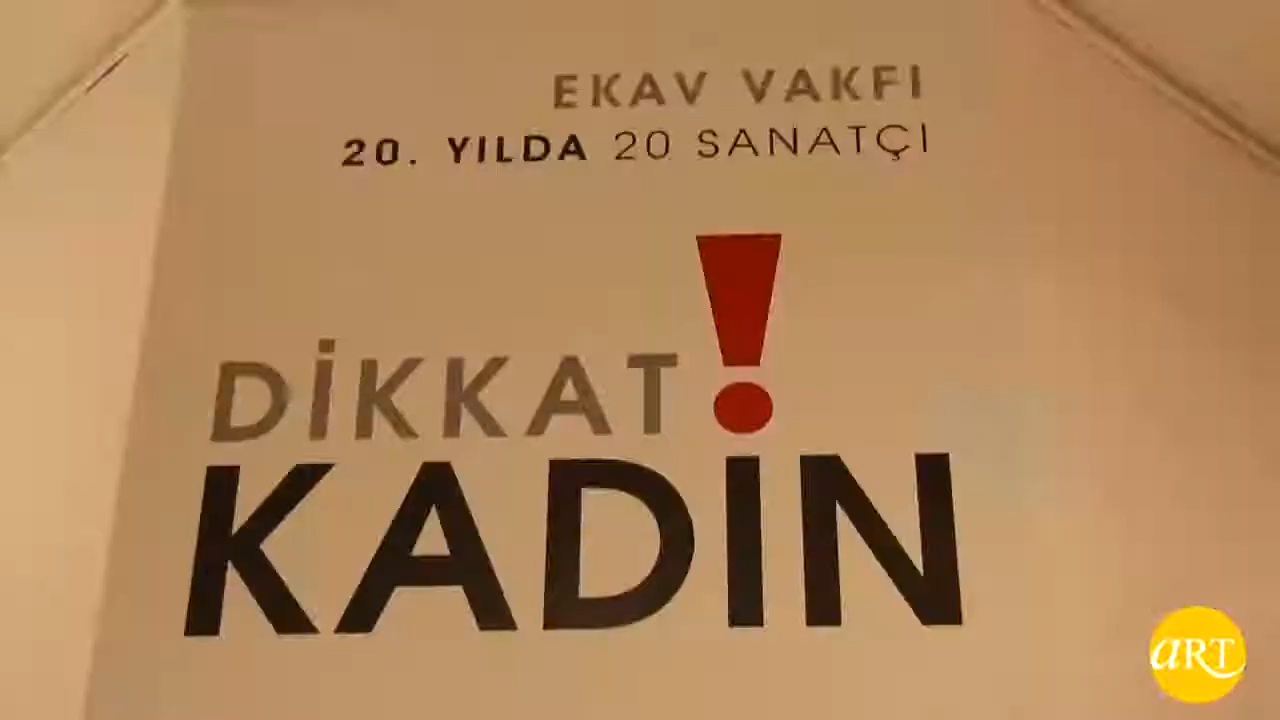 EKAV VAKFI
20. YILDA 20 SANATÇI
DİKKAT!
KADIN
aRT